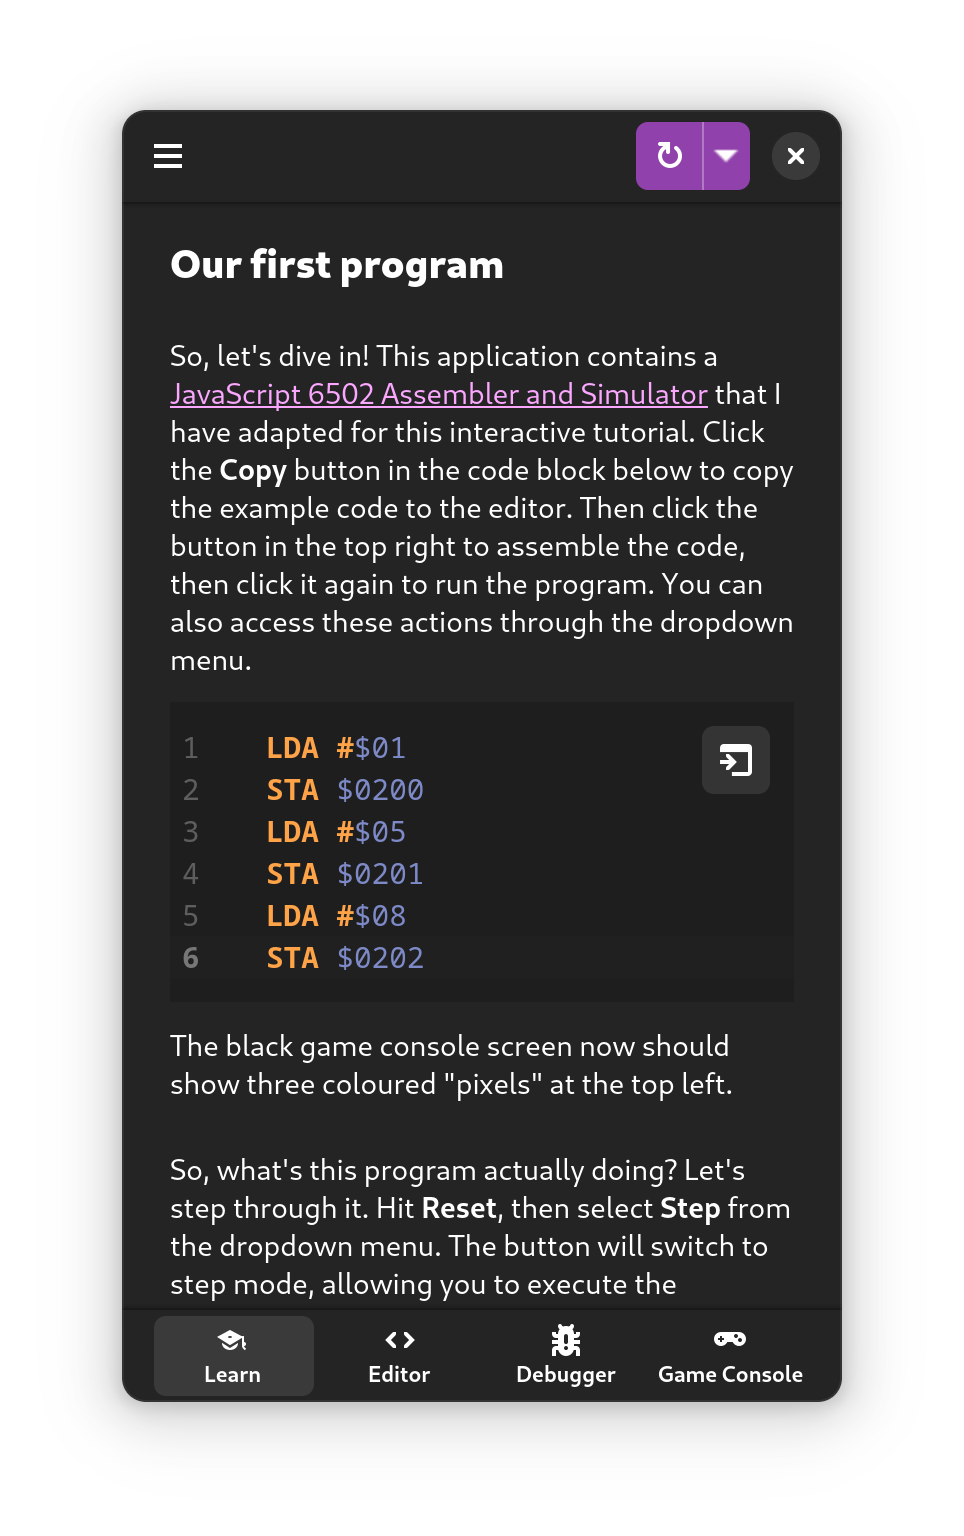 Our first program
So, let's dive in! This application contains a
JavaScript 6502 Assembler and Simulator that I
have adapted for this interactive tutorial. Click
the Copy button in the code block below to copy
the example code to the editor. Then click the
button in the top right to assemble the code,
then click it again to run the program. You can
also access these actions through the dropdown
menu.
1 LDA #$01
2 STA $0200
3 LDA #$05
4 STA $0201
5 LDA #$08
6 STA $0202
The black game console screen now should
show three coloured "pixels" at the top left.
So, what's this program actually doing? Let's
step through it. Hit Reset, then select Step from
the dropdown menu. The button will switch to
step mode, allowing you to execute the
Learn Editor Debugger Game Console